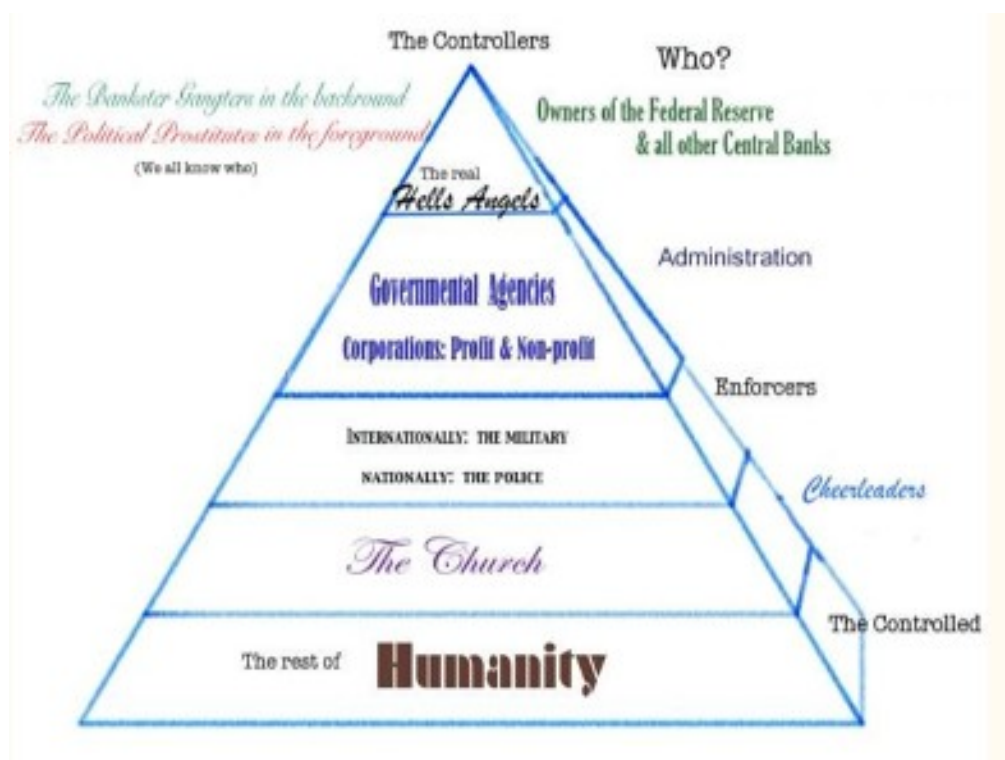 The Controllers
Who?
The Bankster Gangters in the backround
The Political Prostitutes in the foreground
(We all know who)
Owners of the Federal Reserve
& all other Central Banks
The real
Hells Angels
Administration
Governmental Agencies
Corporations: Profit & Non-profit
Enforcers
INTERNATIONALLY: THE MILITARY
NATIONALLY: THE POLICE
Cheerleaders
The Church
The Controlled
The rest of Humanity